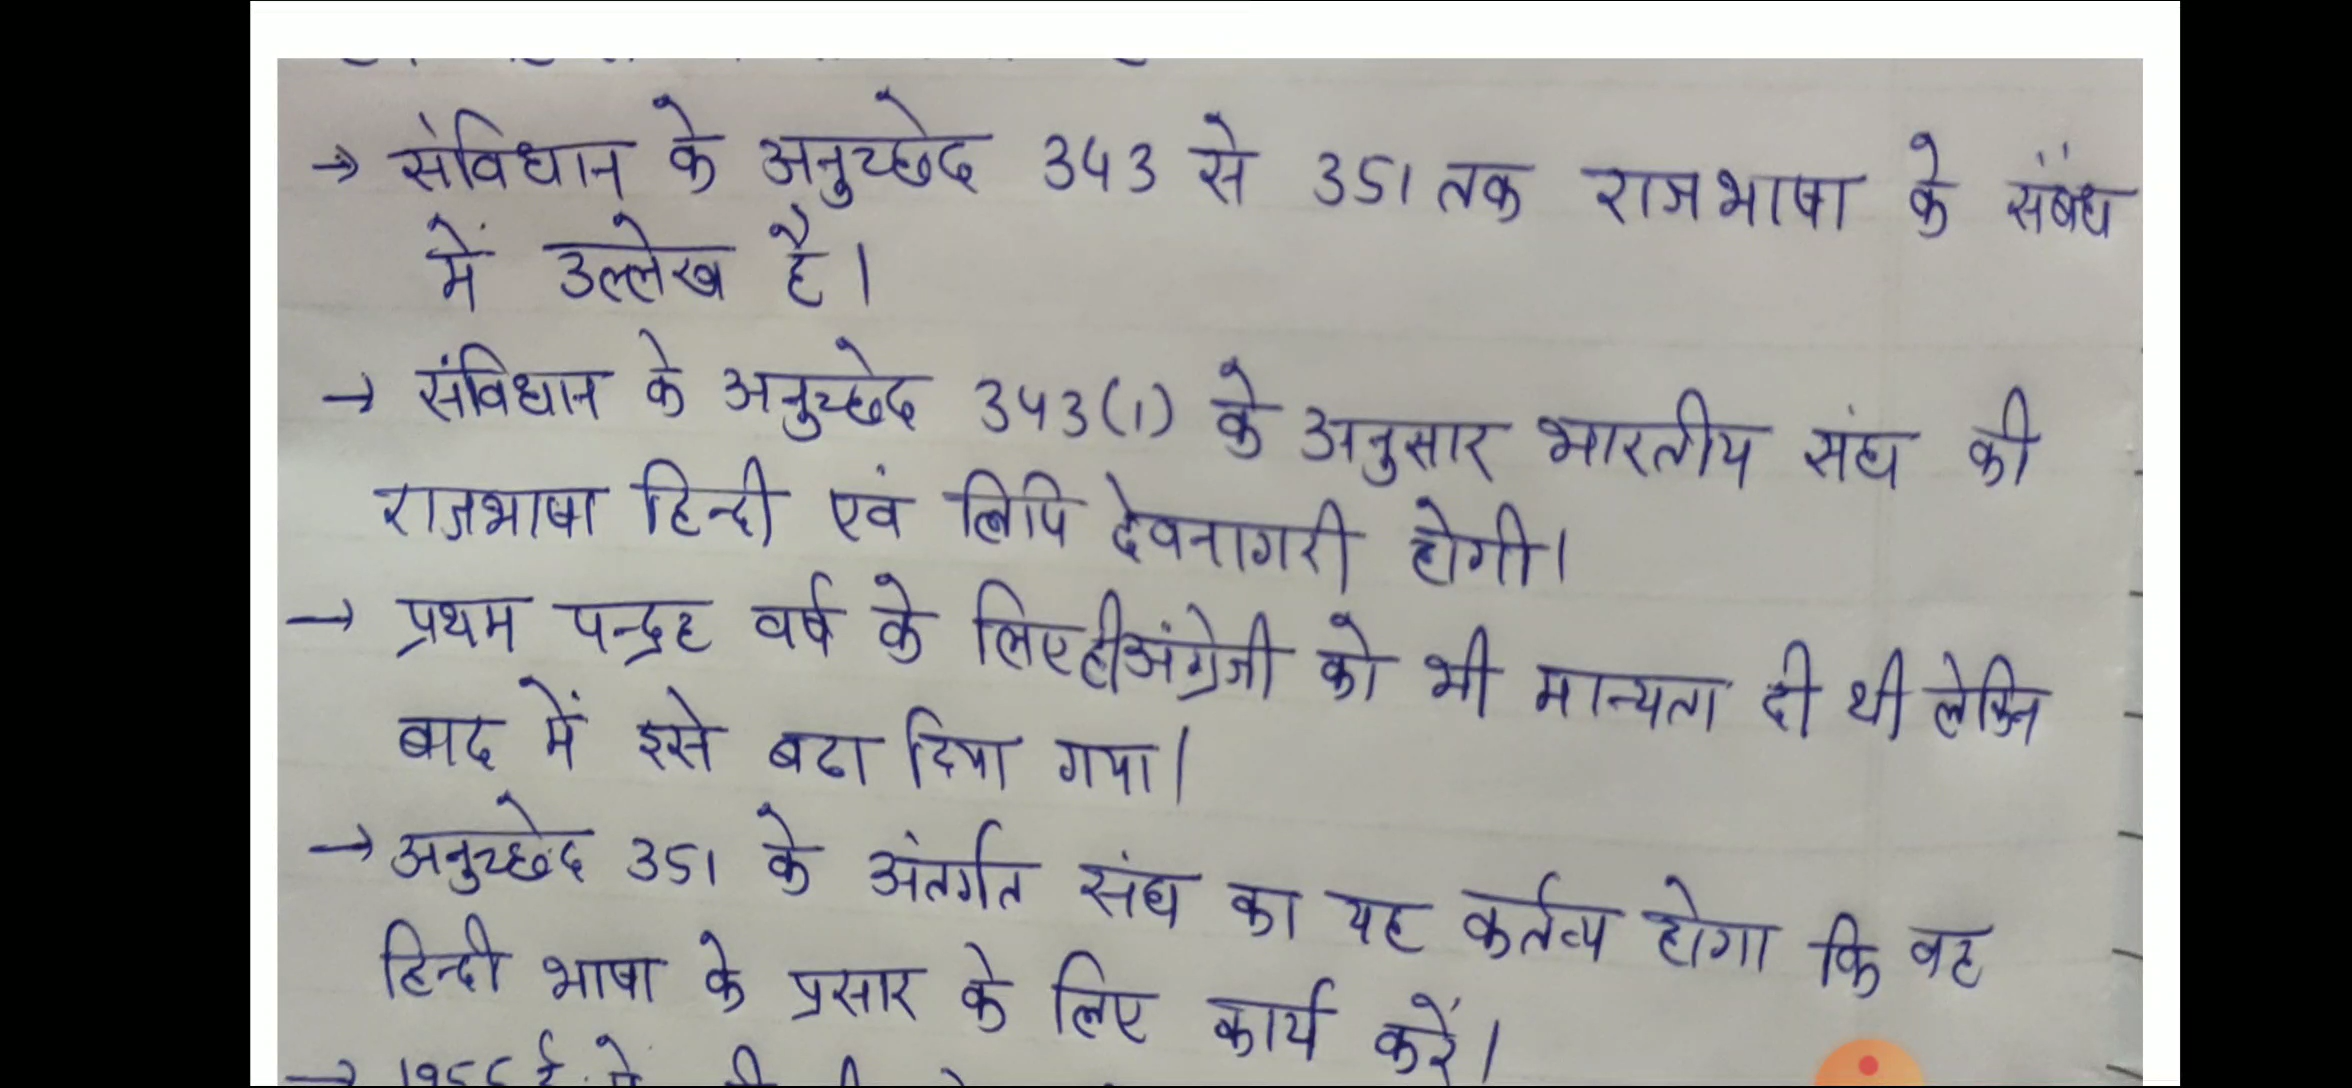 → संविधान के अनुच्छेद 343 से 351 तक राजभाषा के संबंध
में उल्लेख है।
→ संविधान के अनुच्छेद 343(1) के अनुसार भारतीय संघ की
राजभाषा हिन्दी एवं लिपि देवनागरी होगी।
→ प्रथम पन्द्रह वर्ष के लिए ही अंग्रेजी को भी मान्यता दी थी लेकिन
बाद में इसे बढा दिया गया।
→ अनुच्छेद 351 के अंतर्गत संघ का यह कर्तव्य होगा कि वह
हिन्दी भाषा के प्रसार के लिए कार्य करें।